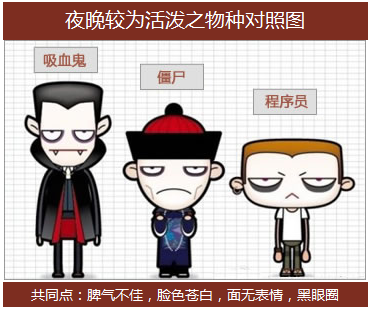 夜晚较为活泼之物种对照图
吸血鬼
僵尸
程序员
共同点：脾气不佳，脸色苍白，面无表情，黑眼圈